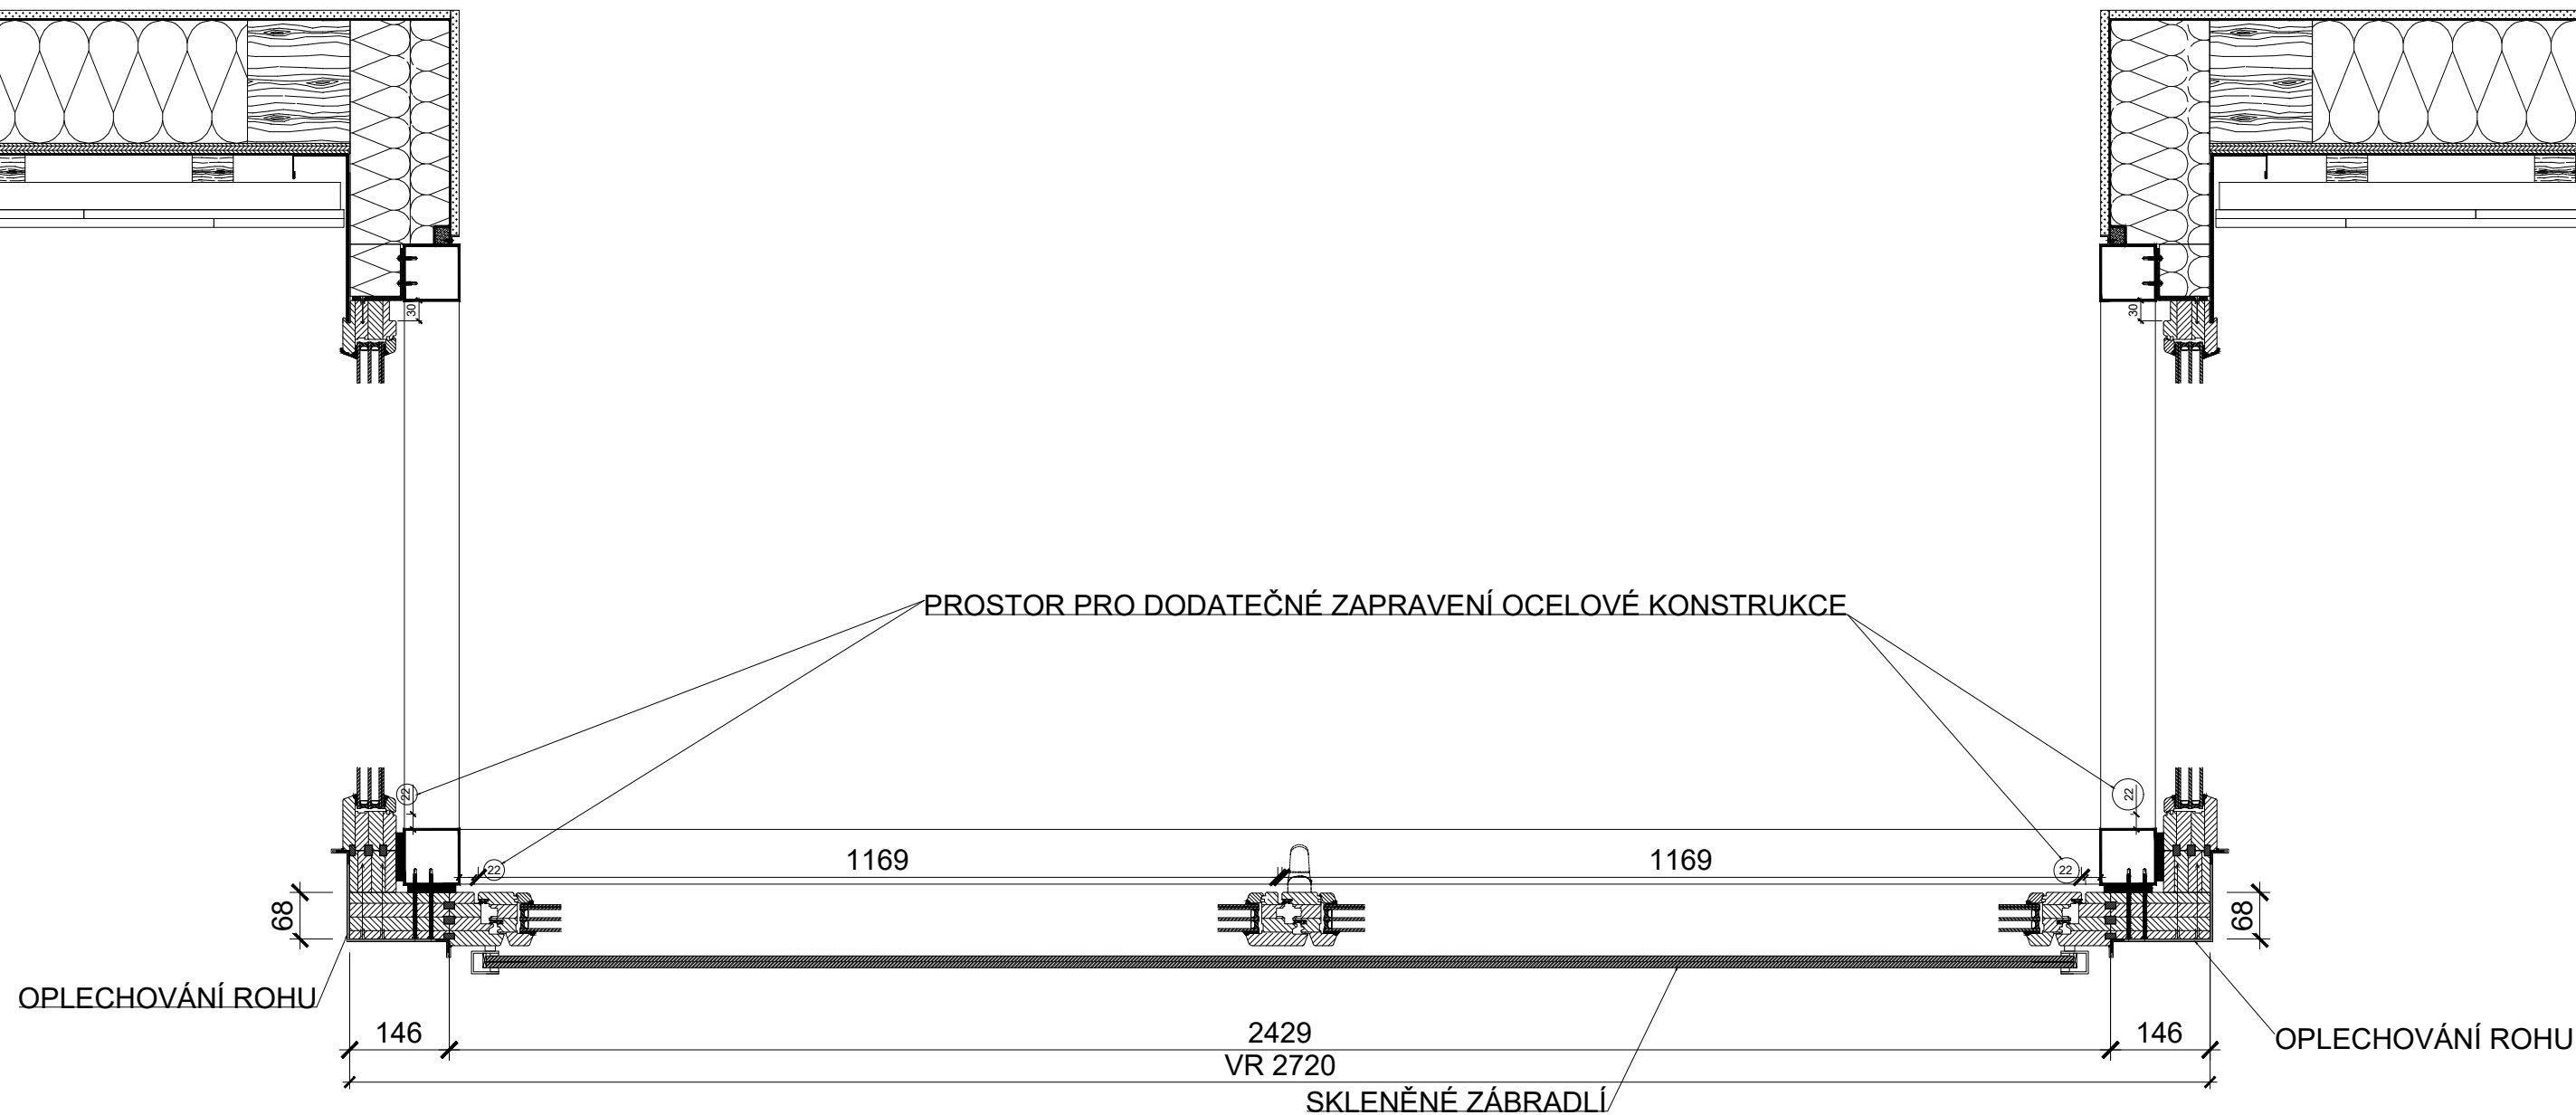 30
30
PROSTOR PRO DODATEČNÉ ZAPRAVENÍ OCELOVÉ KONSTRUKCE
22
22
22
1169
1169
22
68
68
OPLECHOVÁNÍ ROHU
146
2429
146
OPLECHOVÁNÍ ROHU
VR 2720
SKLENĚNÉ ZÁBRADLÍ